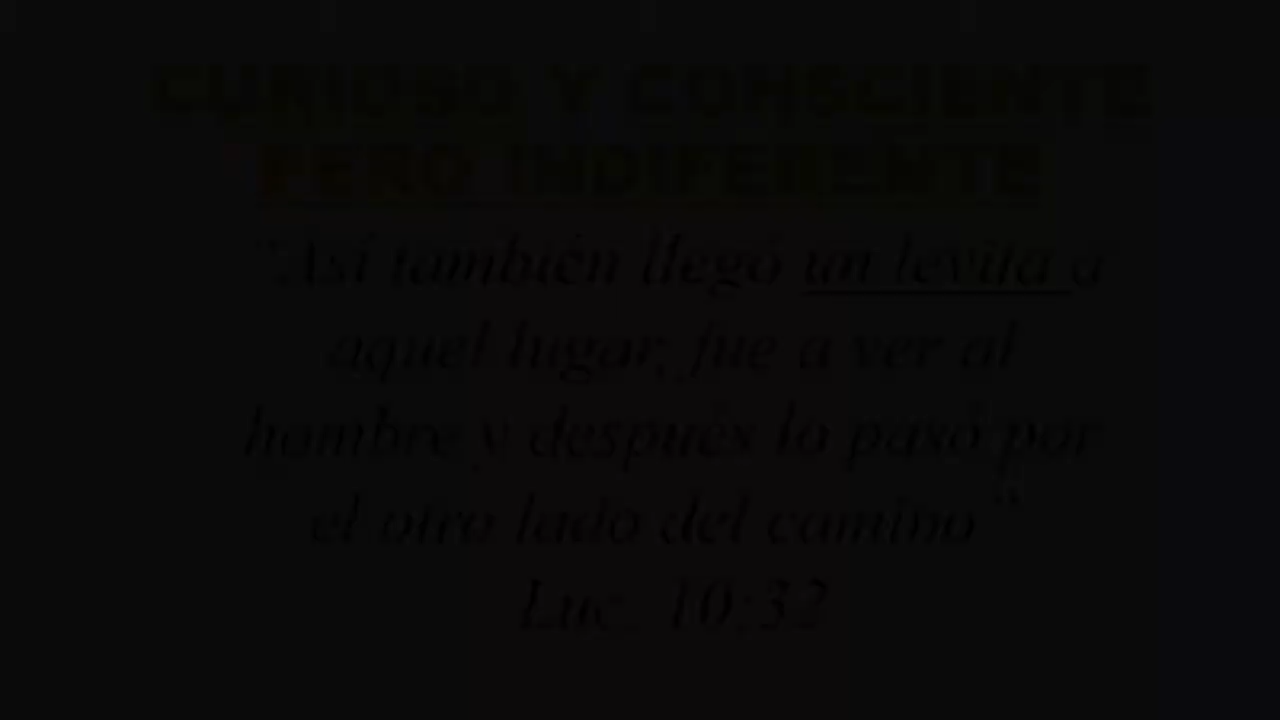 CURIOSO Y CONSCIENTE
PERO INDIFERENTE
"Así también llegó un levita a
aquel lugar, fue a ver al
hombre y después lo pasó por
el otro lado del camino"
Luc. 10:32